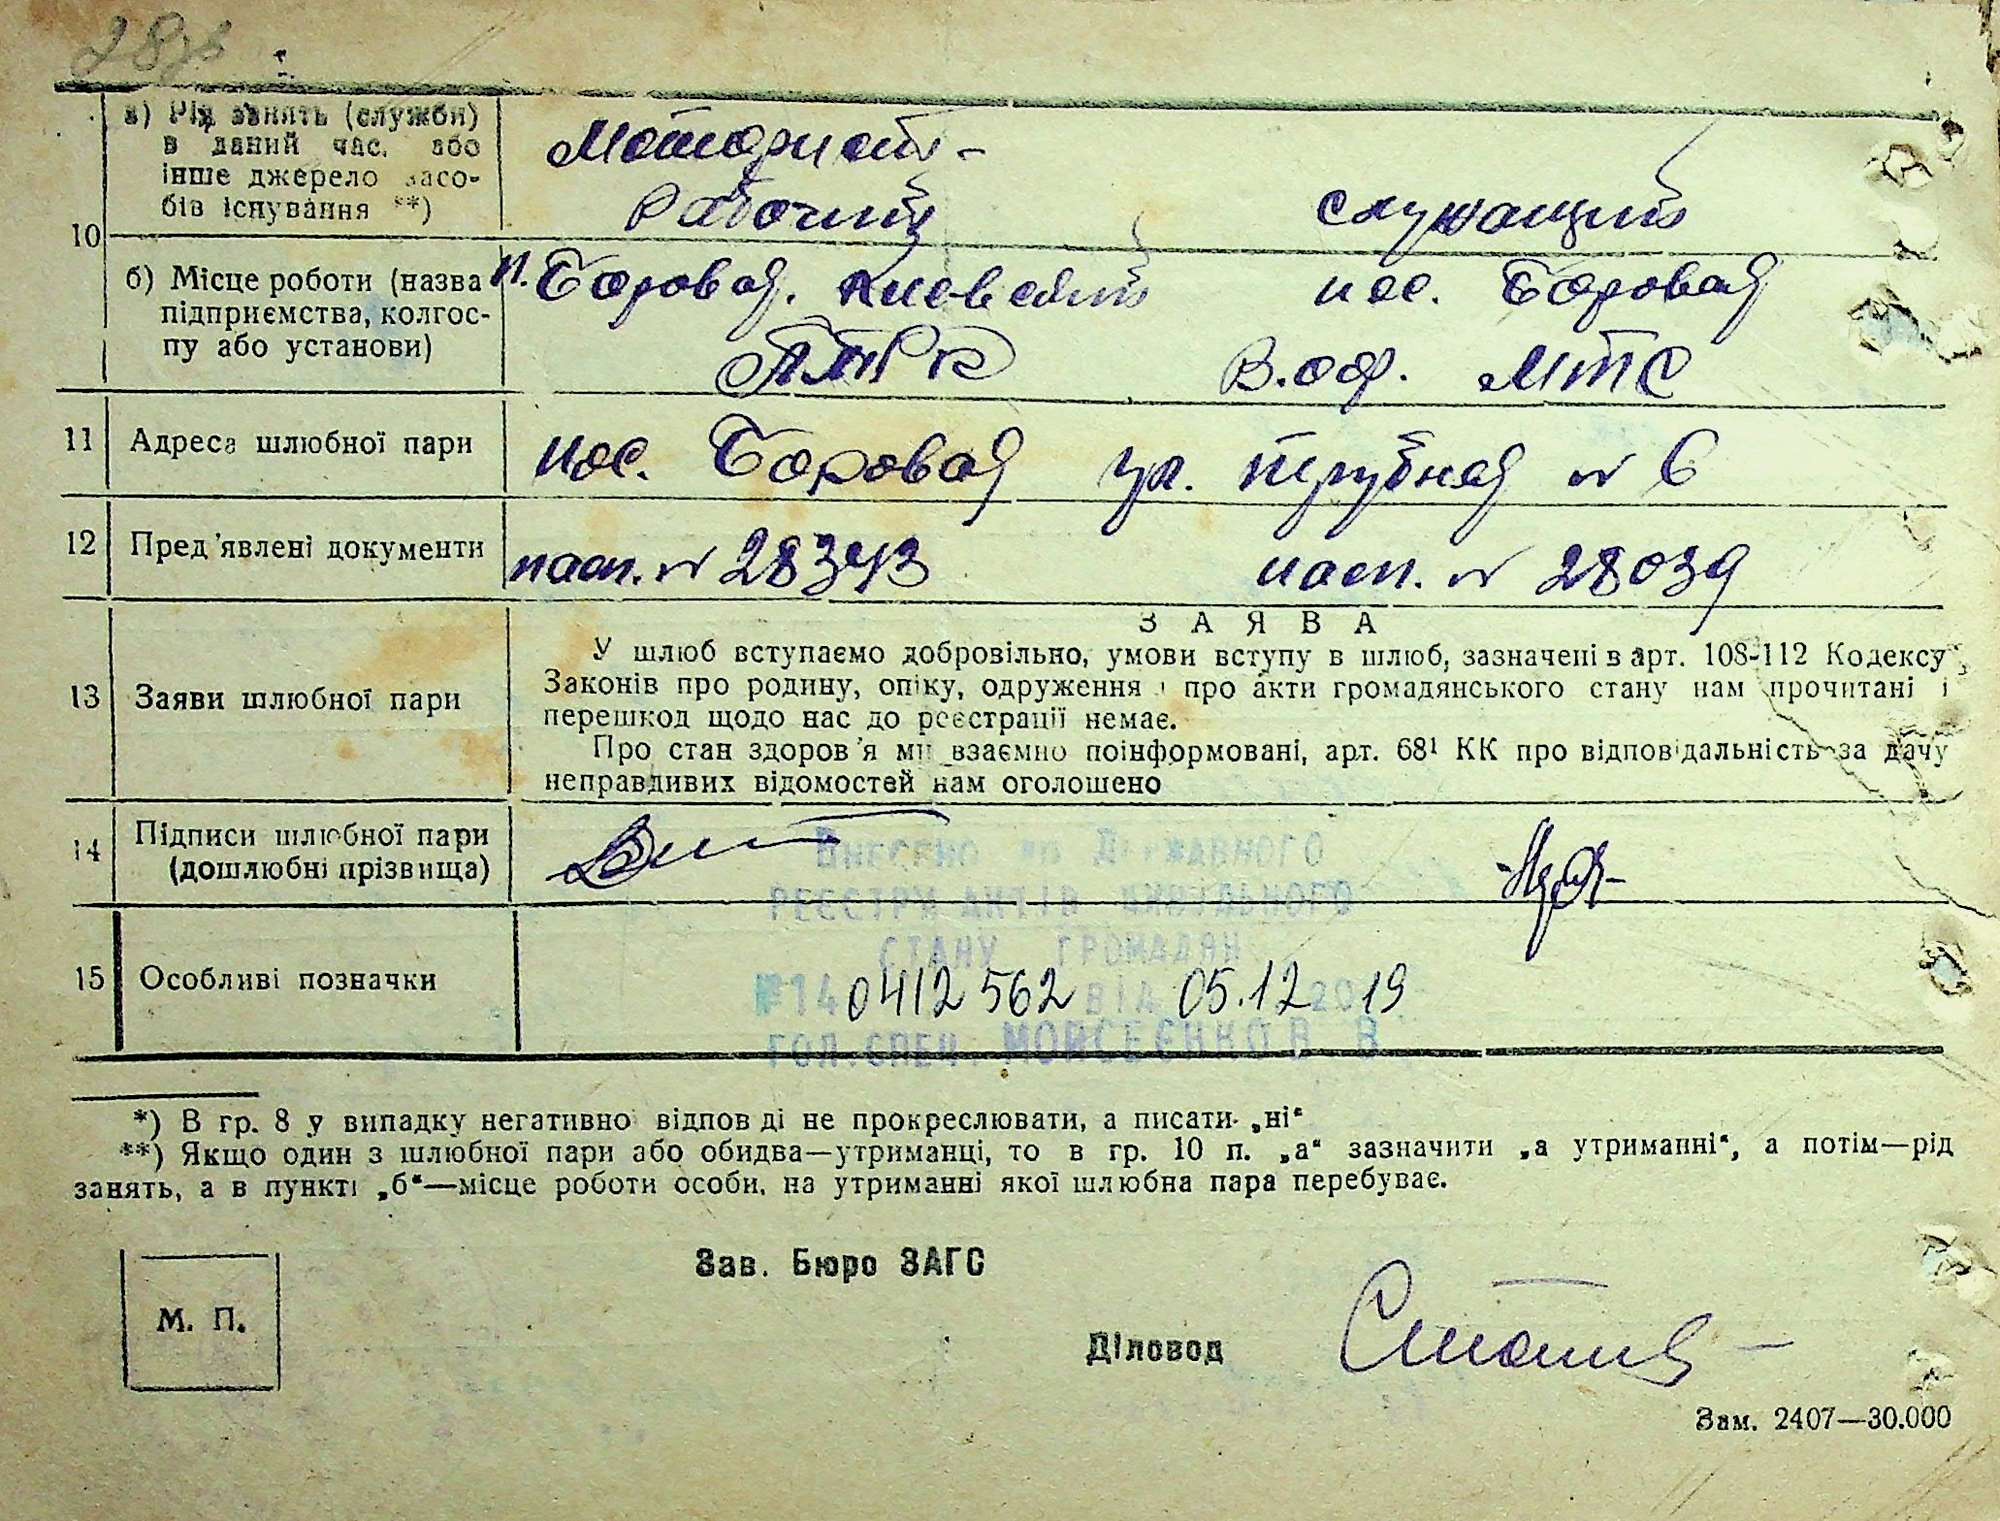 10
а) Рід занять (служби)
в даний час, або
інше джерело засо-
бів існування **)
Моторист-
Рабочий
служащий
б) Місце роботи (назва
підприємства, колгос-
пу або установи)
п. Боровая. Киевский
пос. Боровая
МТС
11 Адреса шлюбної пари
пос. Боровая ул. Трубная № 6
12 Пред'явлені документи
пасп. № 28343
пасп. № 28039
13 Заяви шлюбної пари
ЗАЯВА
У шлюб вступаємо добровільно, умови вступу в шлюб, зазначені в арт. 108-112 Кодексу
Законів про родину, опіку, одруження і про акти громадянського стану нам прочитані і
перешкод щодо нас до реєстрації немає.
Про стан здоров'я ми взаємно поінформовані, арт. 68¹ КК про відповідальність за дачу
неправдивих відомостей нам оголошено
14 Підписи шлюбної пари
(дошлюбні прізвища)
Внесено до Державного
реєстру актів цивільного
стану громадян
15 Особливі позначки
№14 0412562 від 05.12 2019
Гол.спец. Мойсеєнко В В
*) В гр. 8 у випадку негативної відпов ді не прокреслювати, а писати „ні“
**) Якщо один з шлюбної пари або обидва—утриманці, то в гр. 10 п. „а“ зазначити „а утриманні“, а потім—рід
занять, а в пункті „б“—місце роботи особи, на утриманні якої шлюбна пара перебуває.
Зав. Бюро ЗАГС
М. П.
Діловод
Зам. 2407—30.000